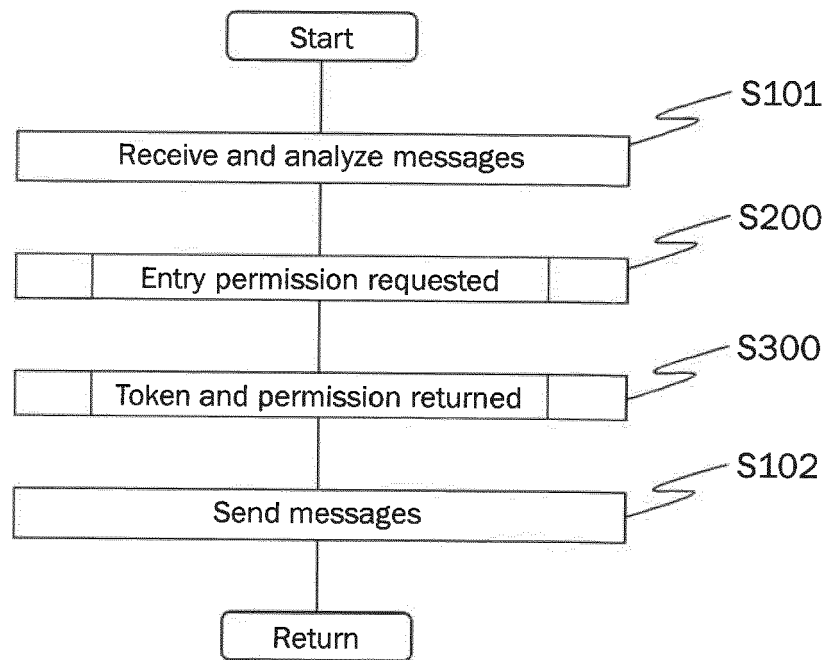 Start
S101
Receive and analyze messages
S200
Entry permission requested
S300
Token and permission returned
S102
Send messages
Return